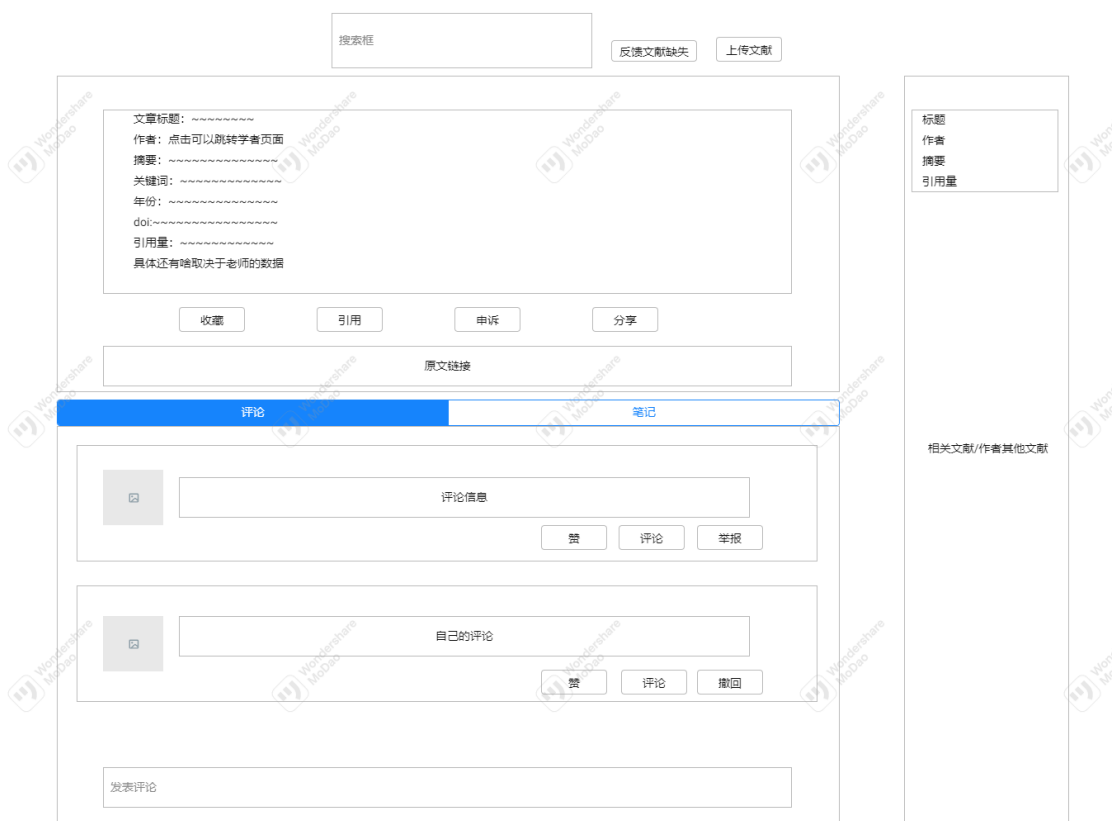 搜索框
反馈文献缺失
上传文献
文章标题：~~~~~~~~
作者：点击可以跳转学者页面
摘要：~~~~~~~~~~~~~~
关键词：~~~~~~~~~~~~~
年份：~~~~~~~~~~~~~~
doi:~~~~~~~~~~~~~~~~
引用量：~~~~~~~~~~~~
具体还有啥取决于老师的数据
收藏
引用
申诉
分享
原文链接
评论
笔记
评论信息
赞
评论
举报
自己的评论
赞
评论
撤回
发表评论
标题
作者
摘要
引用量
相关文献/作者其他文献
Wondershare
MoDao